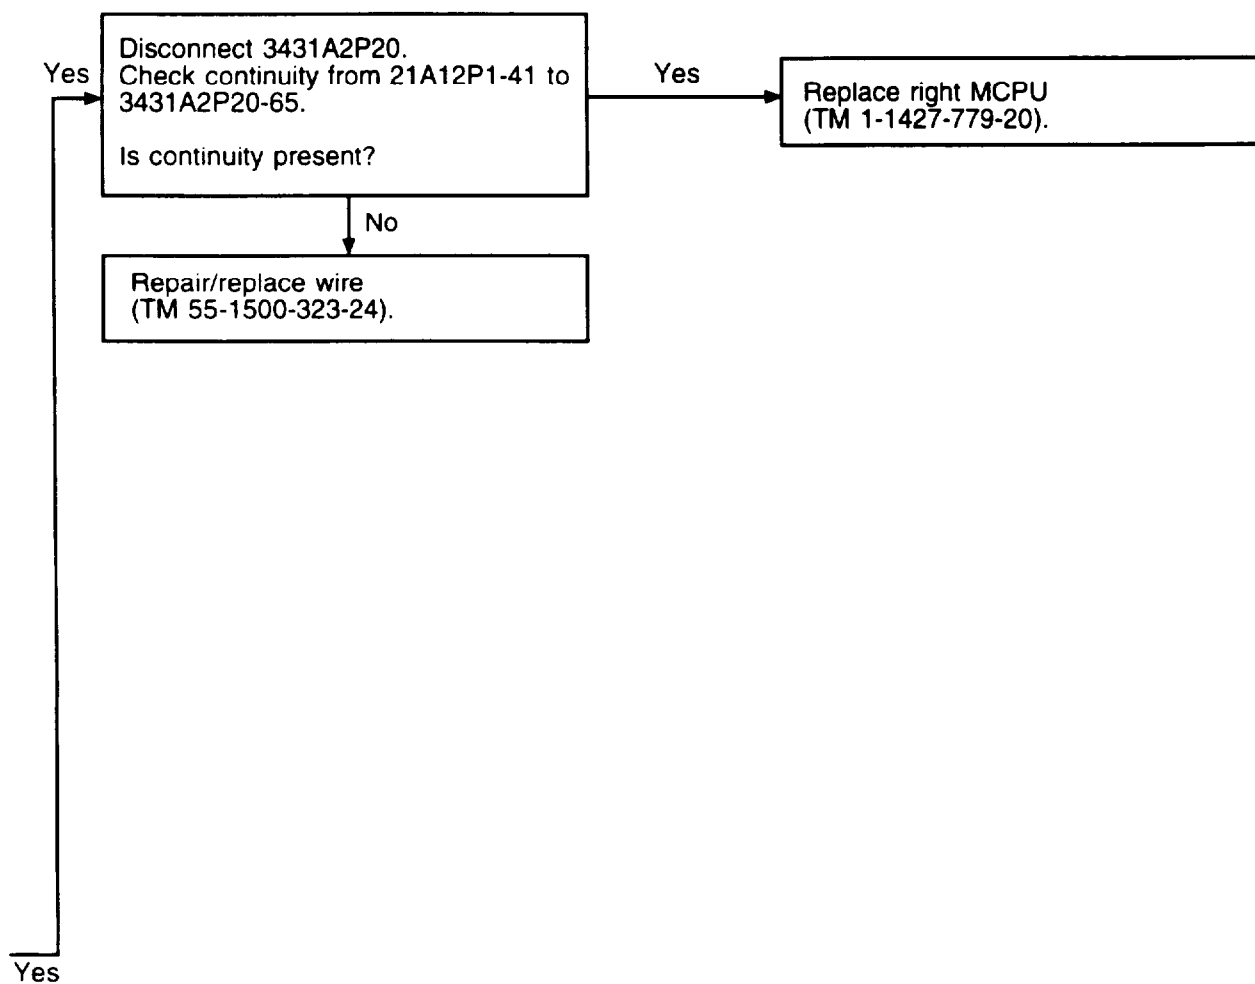 Yes
Disconnect 3431A2P20.
Check continuity from 21A12P1-41 to
3431A2P20-65.
Is continuity present?
Yes
Replace right MCPU
(TM 1-1427-779-20).
No
Repair/replace wire
(TM 55-1500-323-24).
Yes